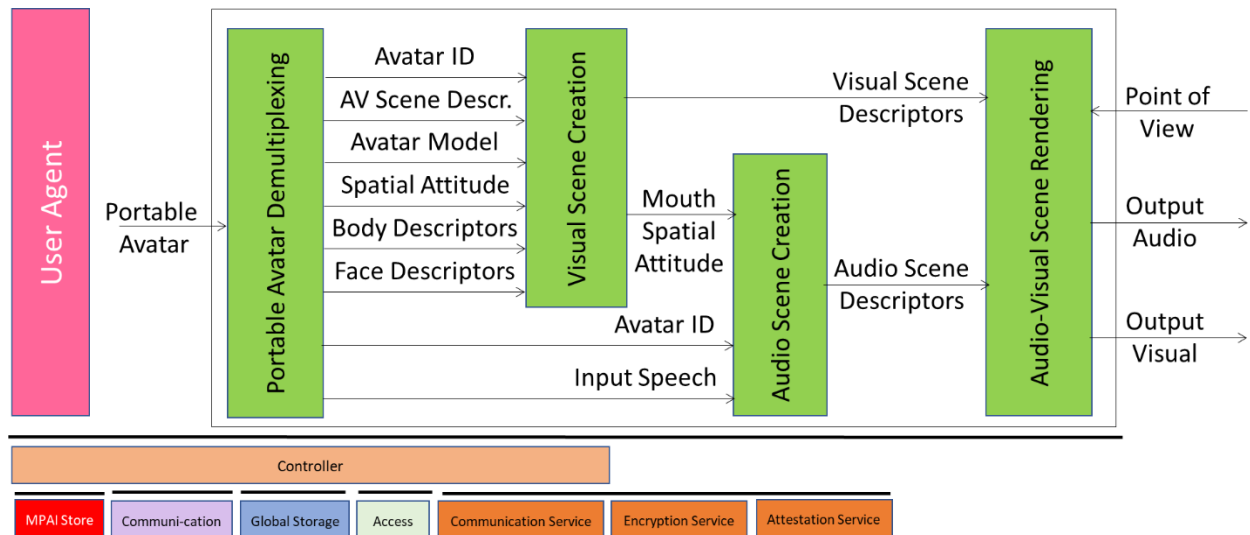 User Agent
Portable
Avatar
Portable Avatar Demultiplexing
Avatar ID
AV Scene Descr.
Avatar Model
Spatial Attitude
Body Descriptors
Face Descriptors
Avatar ID
Input Speech
Visual Scene Creation
Mouth
Spatial
Attitude
Audio Scene Creation
Visual Scene
Descriptors
Audio Scene
Descriptors
Audio-Visual Scene Rendering
Point of
View
Output
Audio
Output
Visual
Controller
MPAI Store
Communi-cation
Global Storage
Access
Communication Service
Encryption Service
Attestation Service